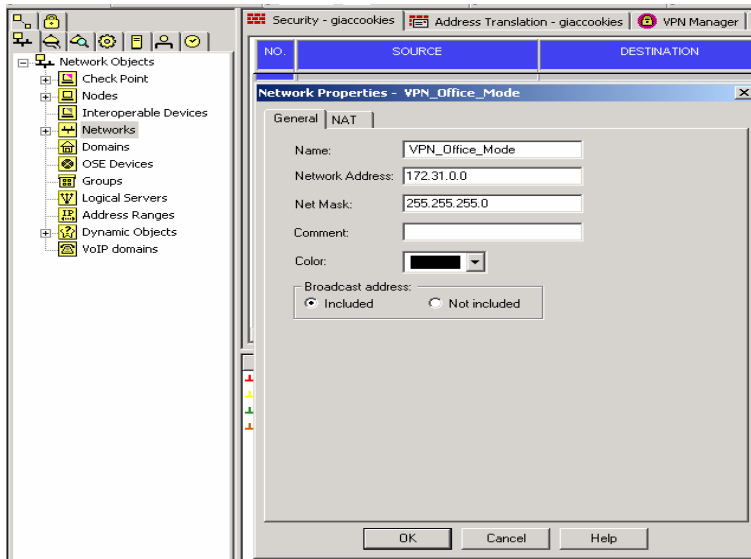 Security - giaccookies
Address Translation - giaccookies
VPN Manager
NO.
SOURCE
DESTINATION
Network Objects
Check Point
Nodes
Interoperable Devices
Networks
Domains
OSE Devices
Groups
Logical Servers
IP
Address Ranges
Dynamic Objects
VoIP domains
Network Properties - VPN_Office_Mode
General
NAT
Name:
VPN_Office_Mode
Network Address:
172.31.0.0
Net Mask:
255.255.255.0
Comment:
Color:
Broadcast address:
Included
Not included
OK
Cancel
Help